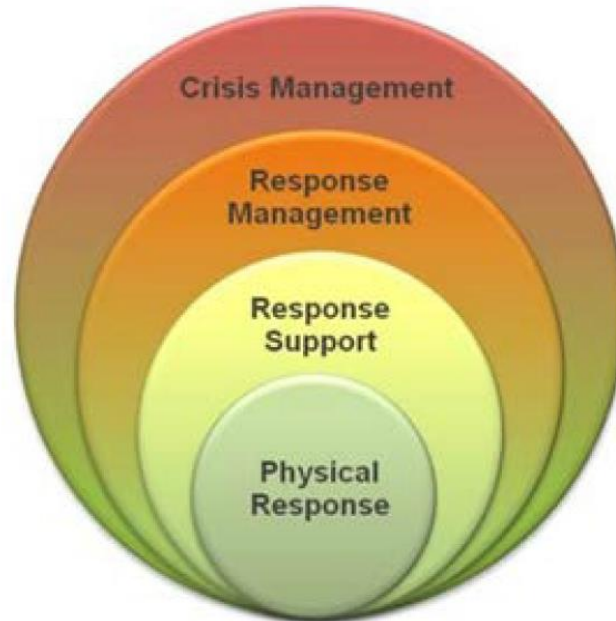 Crisis Management
Response
Management
Response
Support
Physical
Response